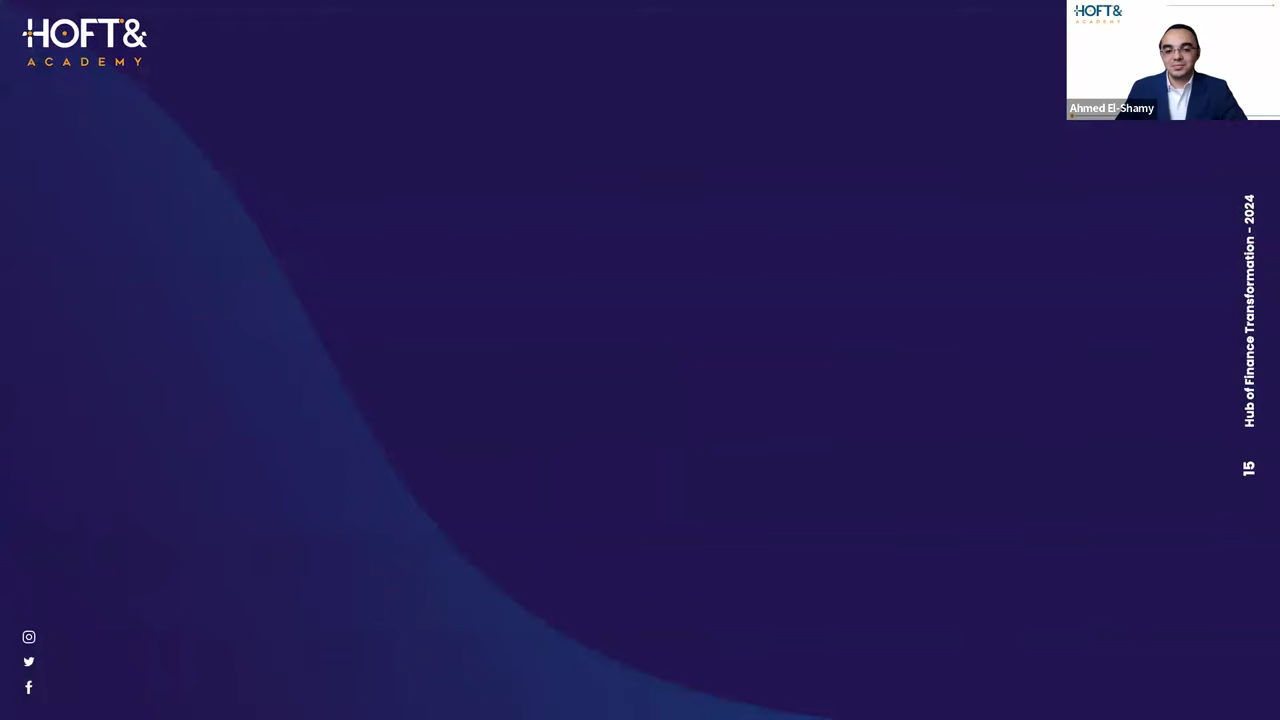 HOFT&
ACADEMY
HOFT&
ACADEMY
Ahmed El-Shamy
Hub of Finance Transformation - 2024
15